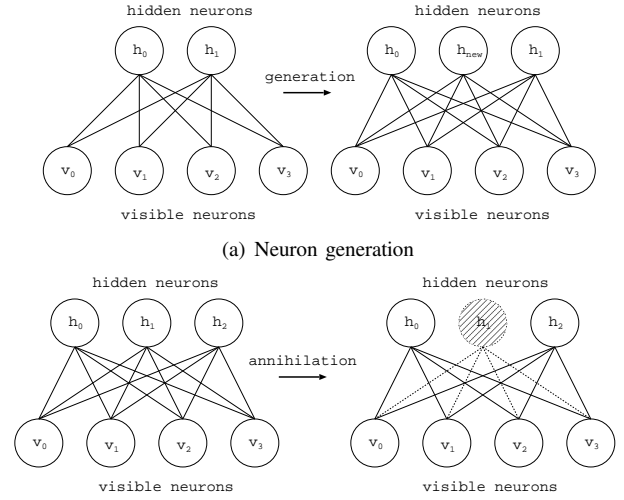 hidden neurons hidden neurons
h0 h1 h0 hnew h1
generation
v0 v1 v2 v3 v0 v1 v2 v3
visible neurons visible neurons
(a) Neuron generation
hidden neurons hidden neurons
h0 h1 h2 h0 h1 h2
annihilation
v0 v1 v2 v3 v0 v1 v2 v3
visible neurons visible neurons